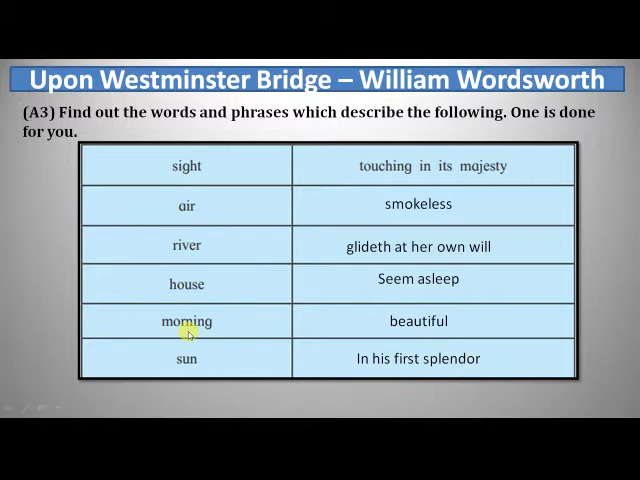 Upon Westminster Bridge – William Wordsworth
(A3) Find out the words and phrases which describe the following. One is done
for you.
sight touching in its majesty
air smokeless
river glideth at her own will
house Seem asleep
morning beautiful
sun In his first splendor